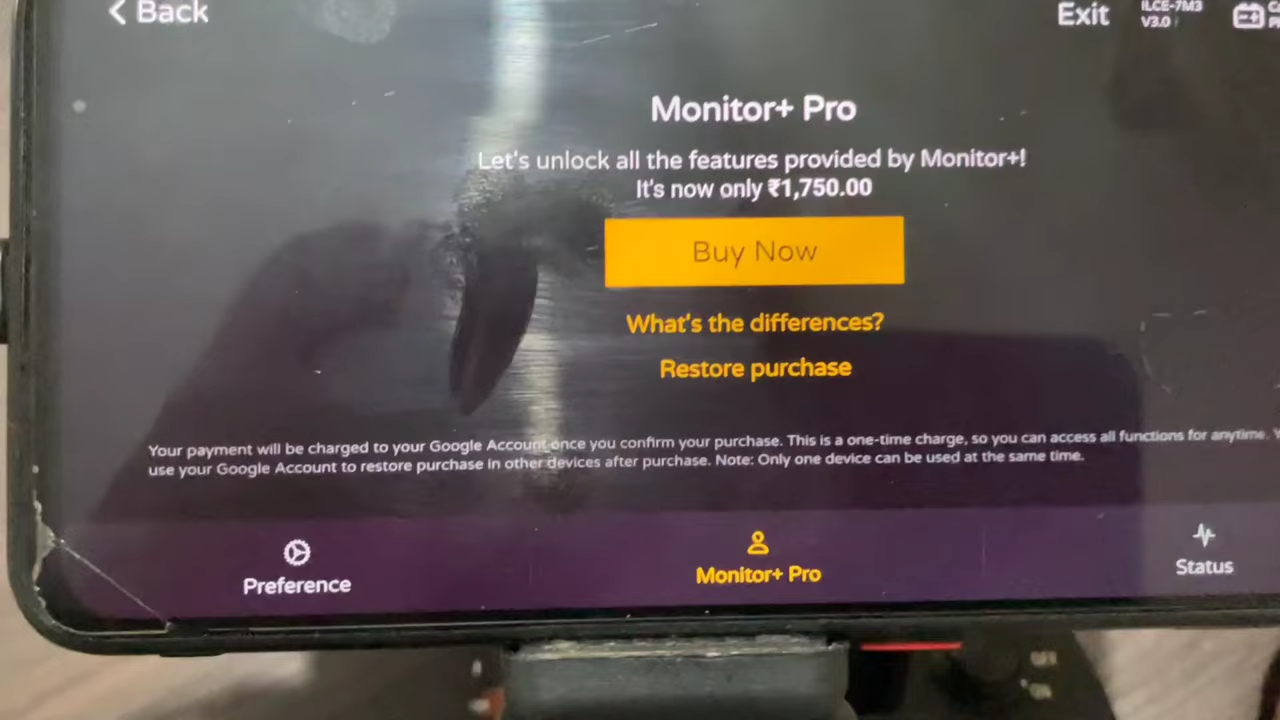 Back
Exit
ILCE-7M3
V3.0
Monitor+ Pro
Let's unlock all the features provided by Monitor+!
It's now only ₹1,750.00
Buy Now
What's the differences?
Restore purchase
Your payment will be charged to your Google Account once you confirm your purchase. This is a one-time charge, so you can access all functions for anytime.
use your Google Account to restore purchase in other devices after purchase. Note: Only one device can be used at the same time.
Preference
Monitor+ Pro
Status